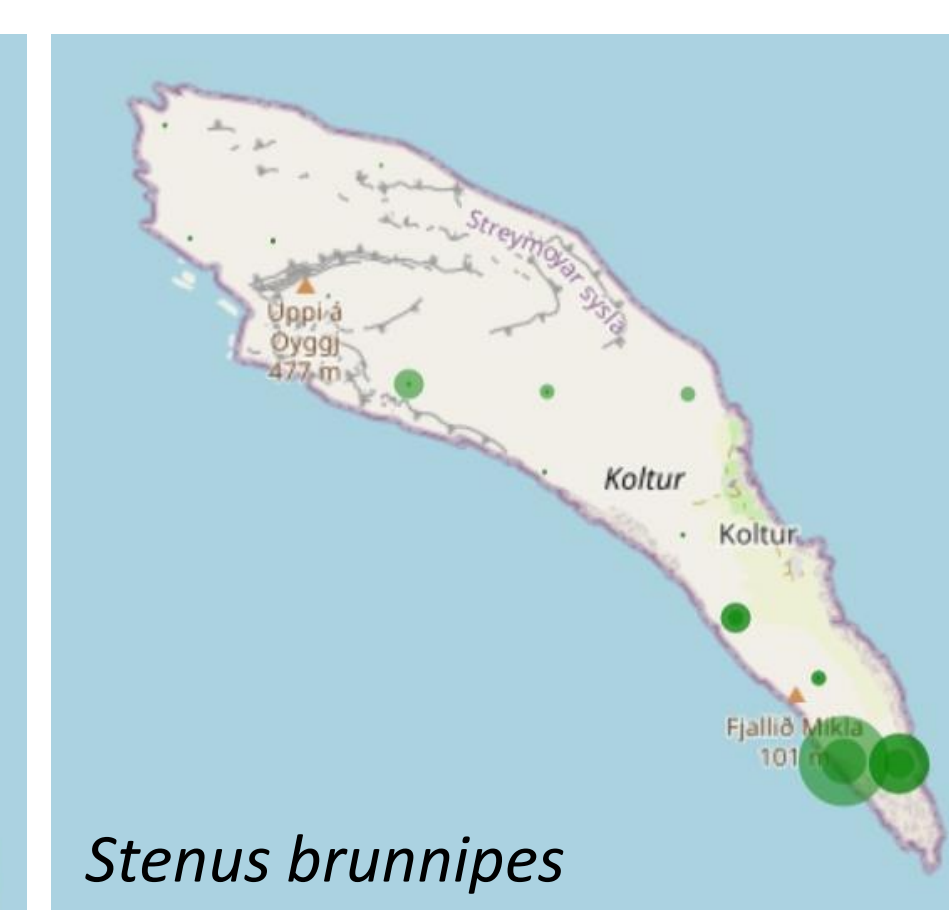 Streymoyar sýsla
Uppi á
Oyggj
477 m
Koltur
Koltur
Fjallið Mikla
101 m
Stenus brunnipes